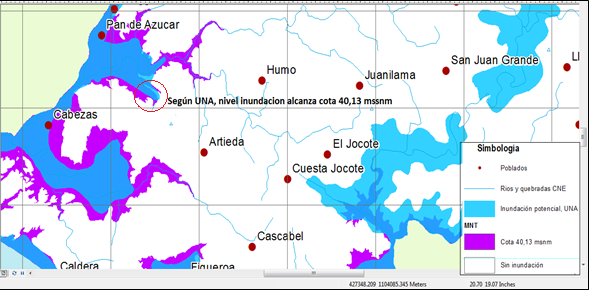 Pan de Azucar
San Juan Grande
Ll
Humo
Juanilama
Según UNA, nivel inundacion alcanza cota 40,13 mssnm
Cabezas
Artieda
El Jocote
Cuesta Jocote
Cascabel
Caldera
Figueroa
Simbologia
Poblados
Rios y quebradas CNE
Inundación potencial, UNA
MNT
Cota 40,13 msnm
Sin inundación
427348.209 1104085.345 Meters
20.70 19.07 Inches